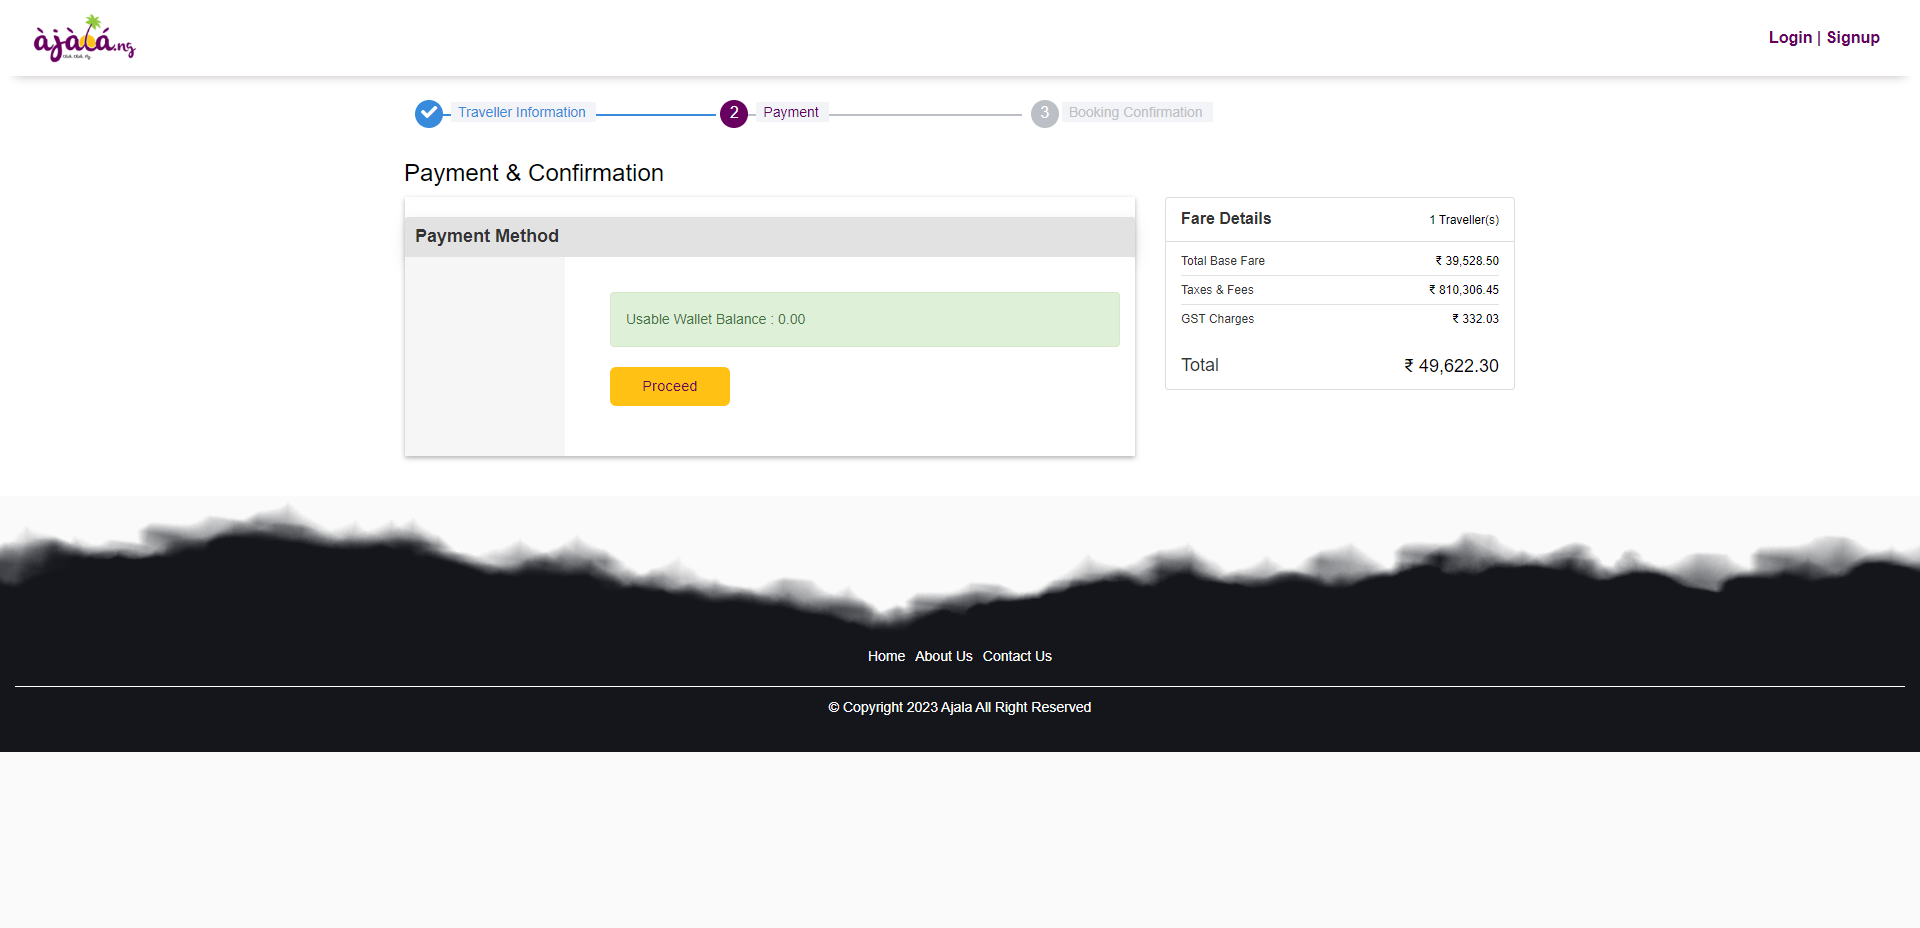 àjàlá.ng
Login | Signup
Traveller Information
2 Payment
3 Booking Confirmation
Payment & Confirmation
Payment Method
Usable Wallet Balance : 0.00
Proceed
Fare Details 1 Traveller(s)
Total Base Fare ₹ 39,528.50
Taxes & Fees ₹ 810,306.45
GST Charges ₹ 332.03
Total ₹ 49,622.30
Home About Us Contact Us
© Copyright 2023 Ajala All Right Reserved